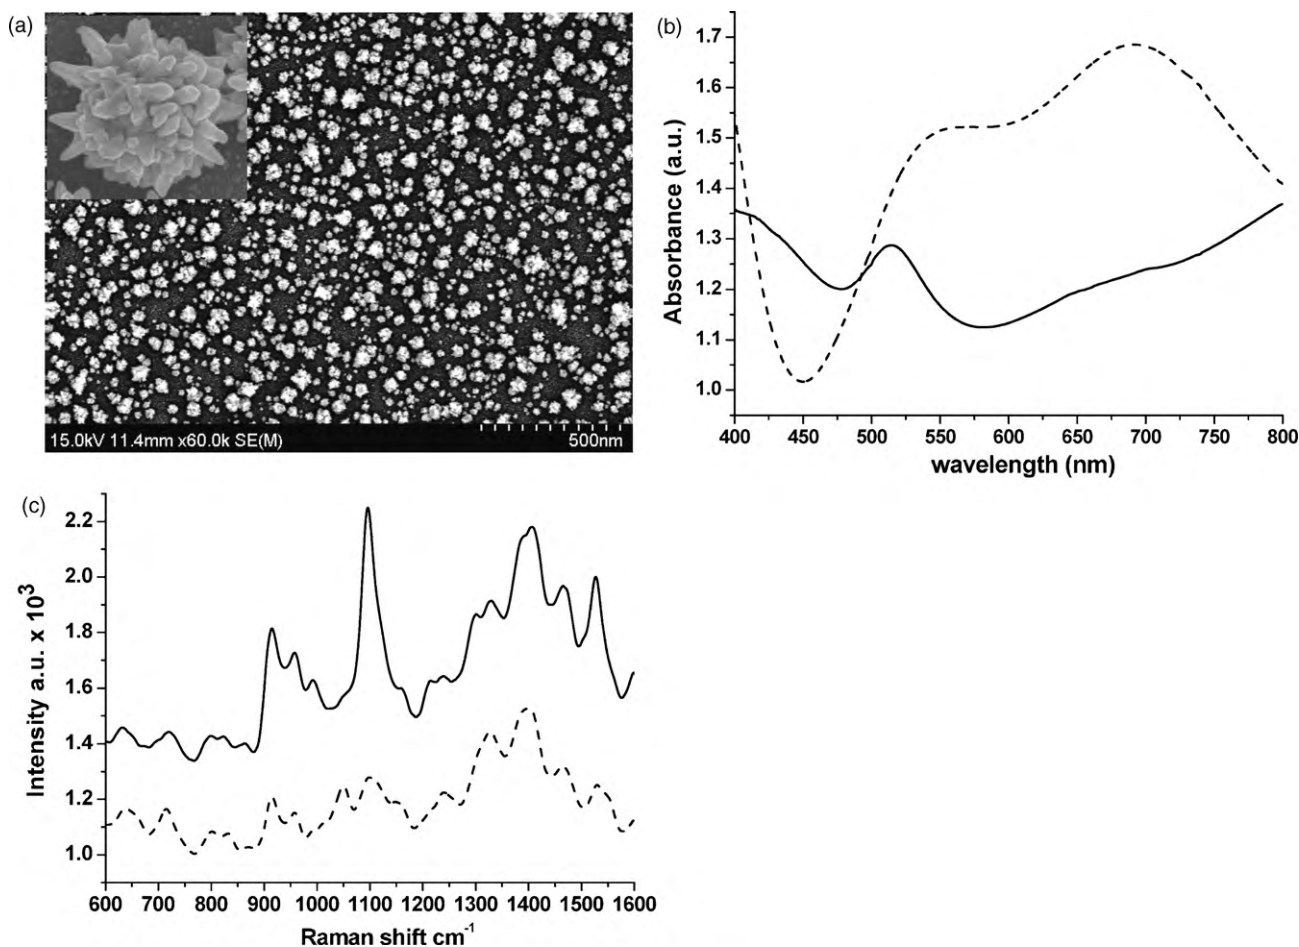 (a)
15.0kV 11.4mm x60.0k SE(M)
500nm
(b)
1.7
1.6
1.5
1.4
1.3
1.2
1.1
1.0
Absorbance (a.u.)
400 450 500 550 600 650 700 750 800
wavelength (nm)
(c)
2.2
2.0
1.8
1.6
1.4
1.2
1.0
Intensity a.u. x 10³
600 700 800 900 1000 1100 1200 1300 1400 1500 1600
Raman shift cm⁻¹